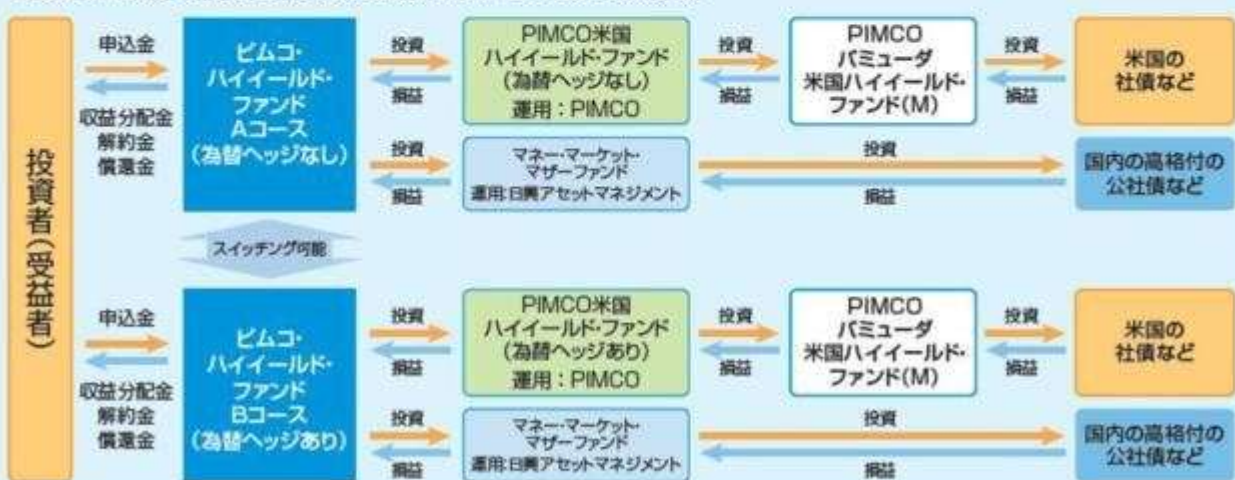 投資者(受益者)
申込金
収益分配金
解約金
償還金
ピムコ・
ハイイールド・
ファンド
Aコース
(為替ヘッジなし)
投資
損益
PIMCO米国
ハイイールド・ファンド
(為替ヘッジなし)
運用:PIMCO
投資
損益
PIMCO
バミューダ
米国ハイイールド・
ファンド(M)
投資
損益
米国の
社債など
投資
損益
マネー・マーケット・
マザーファンド
運用:日興アセットマネジメント
投資
損益
国内の高格付の
公社債など
スイッチング可能
申込金
収益分配金
解約金
償還金
ピムコ・
ハイイールド・
ファンド
Bコース
(為替ヘッジあり)
投資
損益
PIMCO米国
ハイイールド・ファンド
(為替ヘッジあり)
運用:PIMCO
投資
損益
PIMCO
バミューダ
米国ハイイールド・
ファンド(M)
投資
損益
米国の
社債など
投資
損益
マネー・マーケット・
マザーファンド
運用:日興アセットマネジメント
投資
損益
国内の高格付の
公社債など